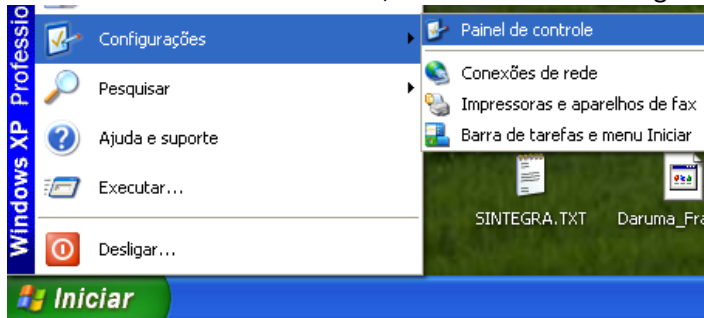 Windows XP Professio
Configurações
Pesquisar
Ajuda e suporte
Executar...
Desligar...
Painel de controle
Conexões de rede
Impressoras e aparelhos de fax
Barra de tarefas e menu Iniciar
SINTEGRA.TXT
Daruma_Fra
Iniciar